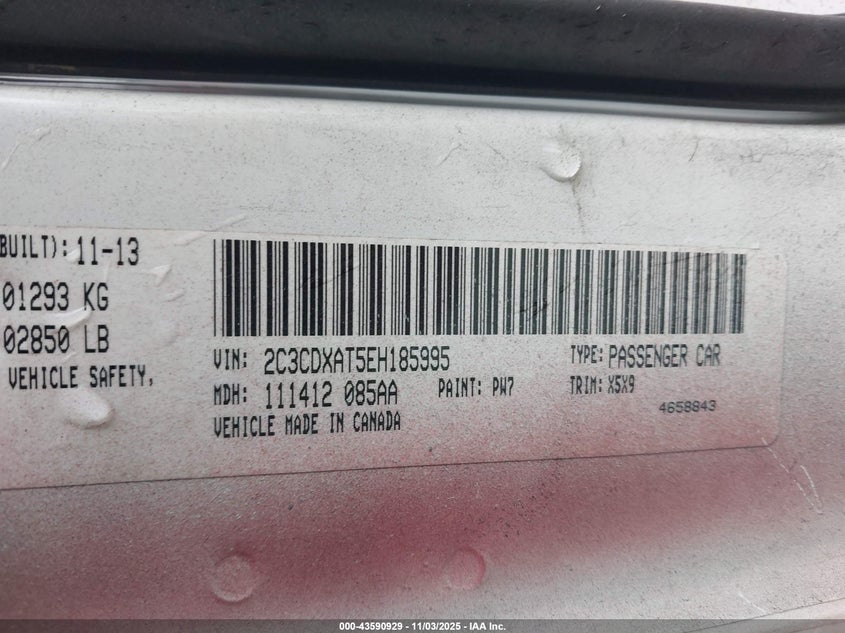 BUILT): 11-13
01293 KG
02850 LB
VEHICLE SAFETY,
VIN: 2C3CDXAT5EH185995
TYPE: PASSENGER CAR
MDH: 111412 085AA
PAINT: PW7
TRIM: X5X9
VEHICLE MADE IN CANADA
4658843
000-43590929 - 11/03/2025 - IAA Inc.